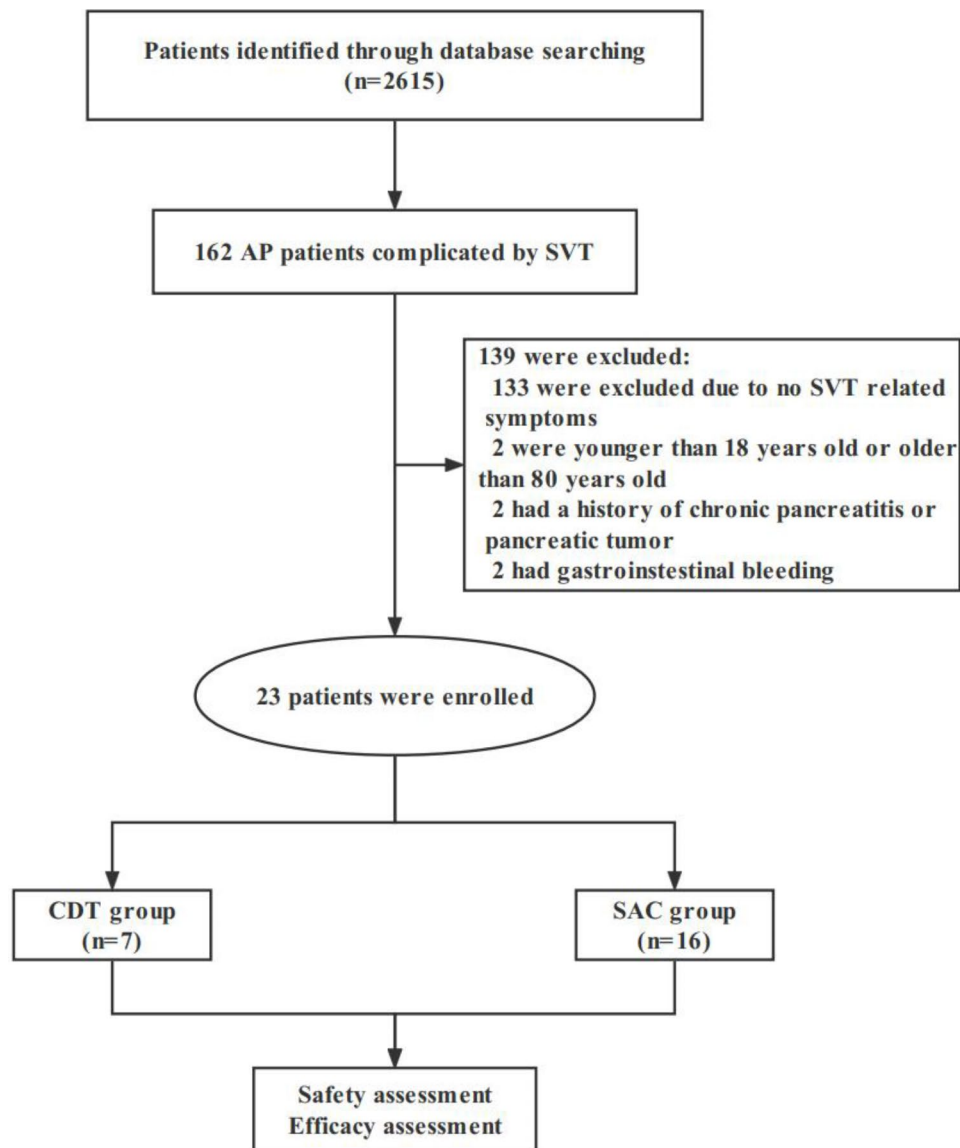 Patients identified through database searching
(n=2615)
162 AP patients complicated by SVT
139 were excluded:
133 were excluded due to no SVT related
symptoms
2 were younger than 18 years old or older
than 80 years old
2 had a history of chronic pancreatitis or
pancreatic tumor
2 had gastroinstestinal bleeding
23 patients were enrolled
CDT group
(n=7)
SAC group
(n=16)
Safety assessment
Efficacy assessment